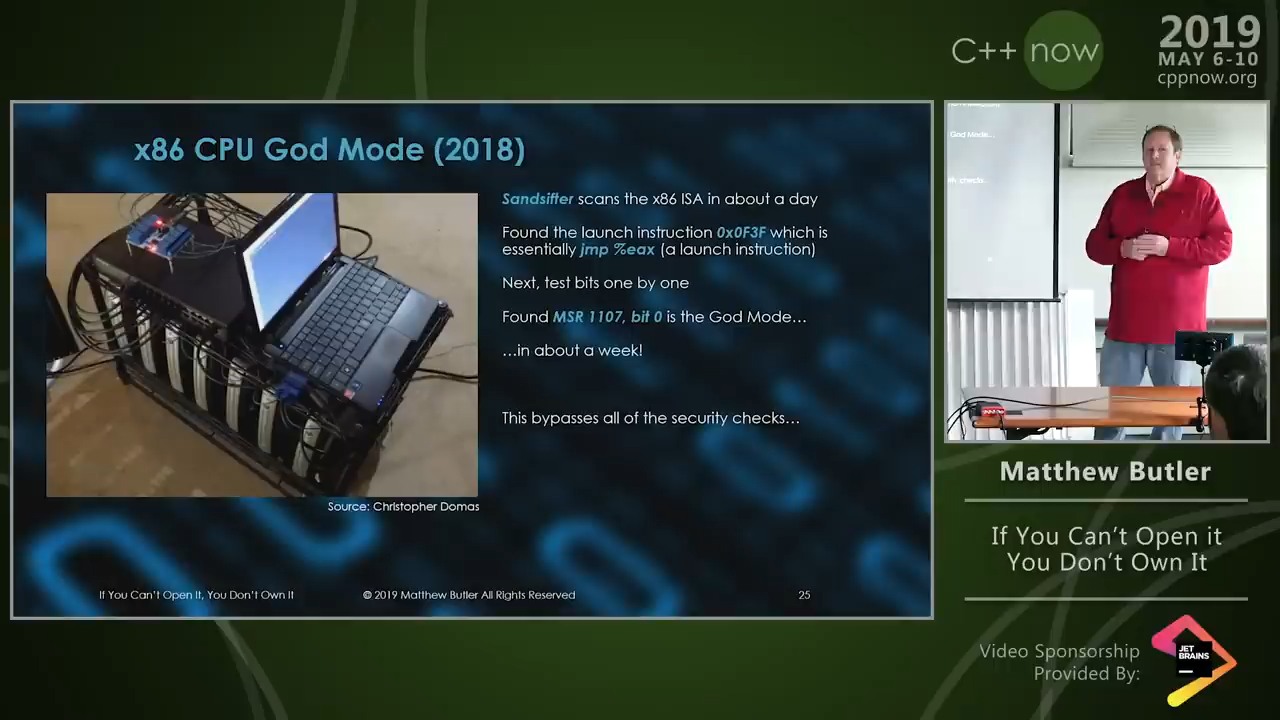 C++ now
2019
MAY 6-10
cppnow.org
x86 CPU God Mode (2018)
Sandsifter scans the x86 ISA in about a day
Found the launch instruction 0x0F3F which is
essentially jmp %eax (a launch instruction)
Next, test bits one by one
Found MSR 1107, bit 0 is the God Mode...
...in about a week!
This bypasses all of the security checks...
Source: Christopher Domas
If You Can't Open It, You Don't Own It
© 2019 Matthew Butler All Rights Reserved
25
God Mode...
Matthew Butler
If You Can't Open it
You Don't Own It
Video Sponsorship
Provided By:
JET
BRAINS